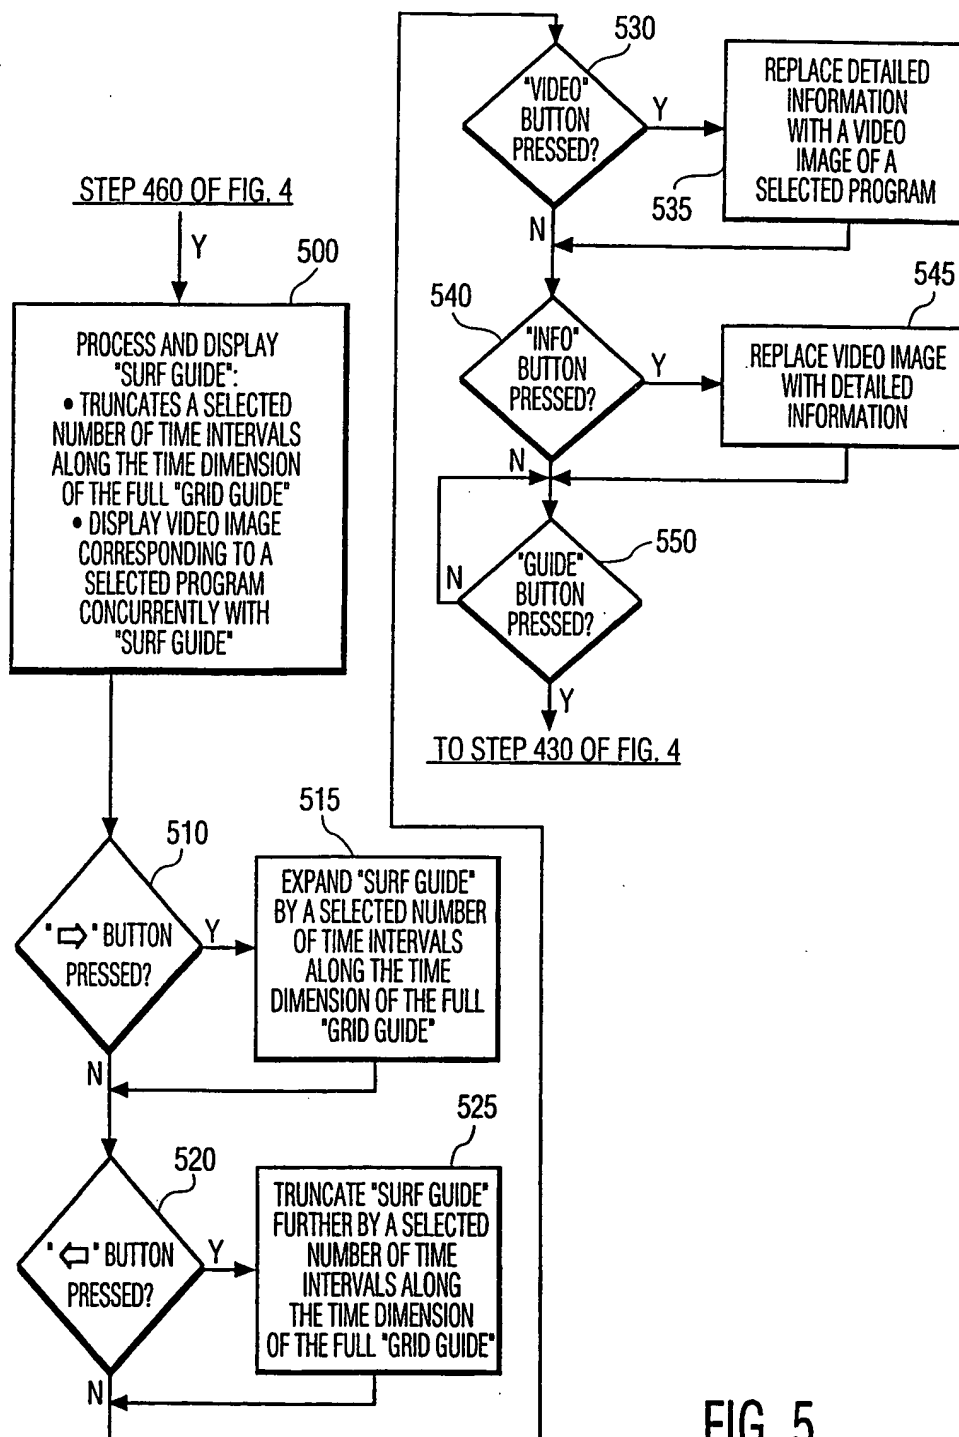 STEP 460 OF FIG. 4
Y
500
PROCESS AND DISPLAY
"SURF GUIDE":
• TRUNCATES A SELECTED
NUMBER OF TIME INTERVALS
ALONG THE TIME DIMENSION
OF THE FULL "GRID GUIDE"
• DISPLAY VIDEO IMAGE
CORRESPONDING TO A
SELECTED PROGRAM
CONCURRENTLY WITH
"SURF GUIDE"
510
"⇨" BUTTON
PRESSED?
Y
N
515
EXPAND "SURF GUIDE"
BY A SELECTED NUMBER
OF TIME INTERVALS
ALONG THE TIME
DIMENSION OF THE FULL
"GRID GUIDE"
520
"⇦" BUTTON
PRESSED?
Y
N
525
TRUNCATE "SURF GUIDE"
FURTHER BY A SELECTED
NUMBER OF TIME
INTERVALS ALONG
THE TIME DIMENSION
OF THE FULL "GRID GUIDE"
530
"VIDEO"
BUTTON
PRESSED?
Y
N
535
REPLACE DETAILED
INFORMATION
WITH A VIDEO
IMAGE OF A
SELECTED PROGRAM
540
"INFO"
BUTTON
PRESSED?
Y
N
545
REPLACE VIDEO IMAGE
WITH DETAILED
INFORMATION
550
"GUIDE"
BUTTON
PRESSED?
N
Y
TO STEP 430 OF FIG. 4
FIG. 5